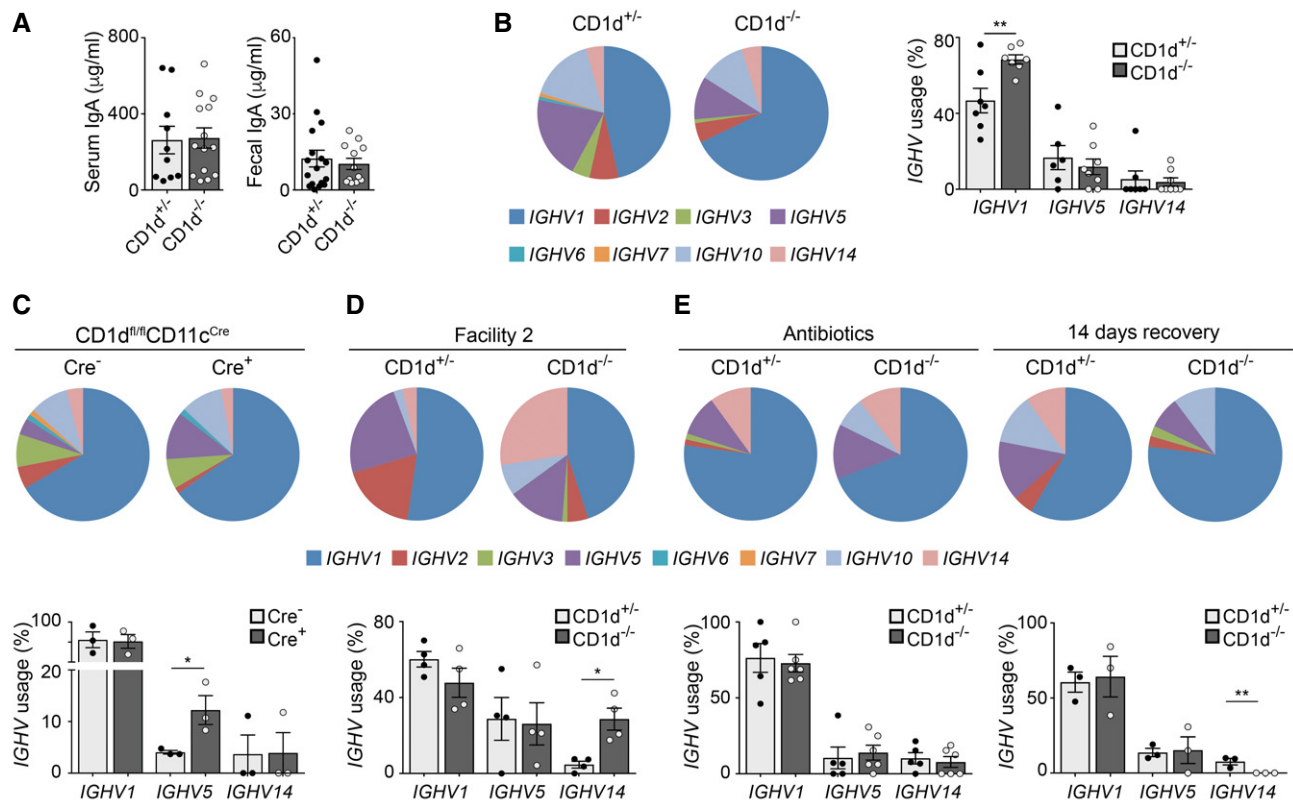 A
Serum IgA (µg/ml)
800
400
0
CD1d+/-
CD1d-/-
Fecal IgA (µg/ml)
60
30
0
CD1d+/-
CD1d-/-
B
CD1d+/-
CD1d-/-
IGHV1 IGHV2 IGHV3 IGHV5
IGHV6 IGHV7 IGHV10 IGHV14
IGHV usage (%)
80
40
0
**
CD1d+/-
CD1d-/-
IGHV1 IGHV5 IGHV14
C
CD1dfl/flCD11cCre
Cre- Cre+
D
Facility 2
CD1d+/- CD1d-/-
E
Antibiotics
CD1d+/- CD1d-/-
14 days recovery
CD1d+/- CD1d-/-
IGHV1 IGHV2 IGHV3 IGHV5 IGHV6 IGHV7 IGHV10 IGHV14
IGHV usage (%)
100
20
10
0
*
Cre-
Cre+
IGHV1 IGHV5 IGHV14
IGHV usage (%)
80
40
0
*
CD1d+/-
CD1d-/-
IGHV1 IGHV5 IGHV14
IGHV usage (%)
100
50
0
CD1d+/-
CD1d-/-
IGHV1 IGHV5 IGHV14
IGHV usage (%)
100
50
0
**
CD1d+/-
CD1d-/-
IGHV1 IGHV5 IGHV14